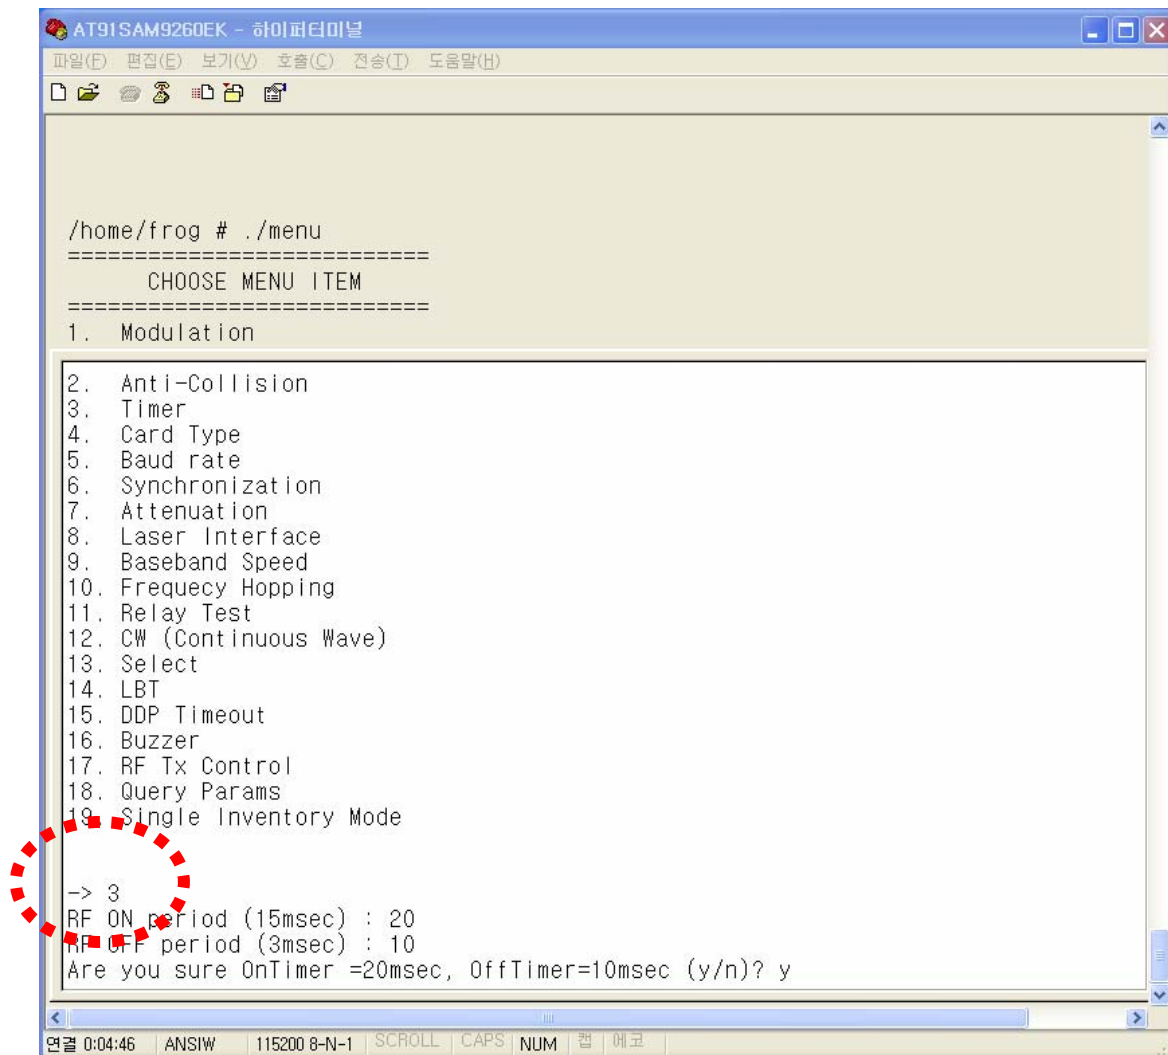 AT91SAM9260EK - 하이퍼터미널
파일(F) 편집(E) 보기(V) 호출(C) 전송(T) 도움말(H)
/home/frog # ./menu
===========================
CHOOSE MENU ITEM
===========================
1. Modulation
2. Anti-Collision
3. Timer
4. Card Type
5. Baud rate
6. Synchronization
7. Attenuation
8. Laser Interface
9. Baseband Speed
10. Frequecy Hopping
11. Relay Test
12. CW (Continuous Wave)
13. Select
14. LBT
15. DDP Timeout
16. Buzzer
17. RF Tx Control
18. Query Params
19. Single Inventory Mode
-> 3
RF ON period (15msec) : 20
RF OFF period (3msec) : 10
Are you sure OnTimer =20msec, OffTimer=10msec (y/n)? y
연결 0:04:46 ANSIW 115200 8-N-1 SCROLL CAPS NUM 캡 에코